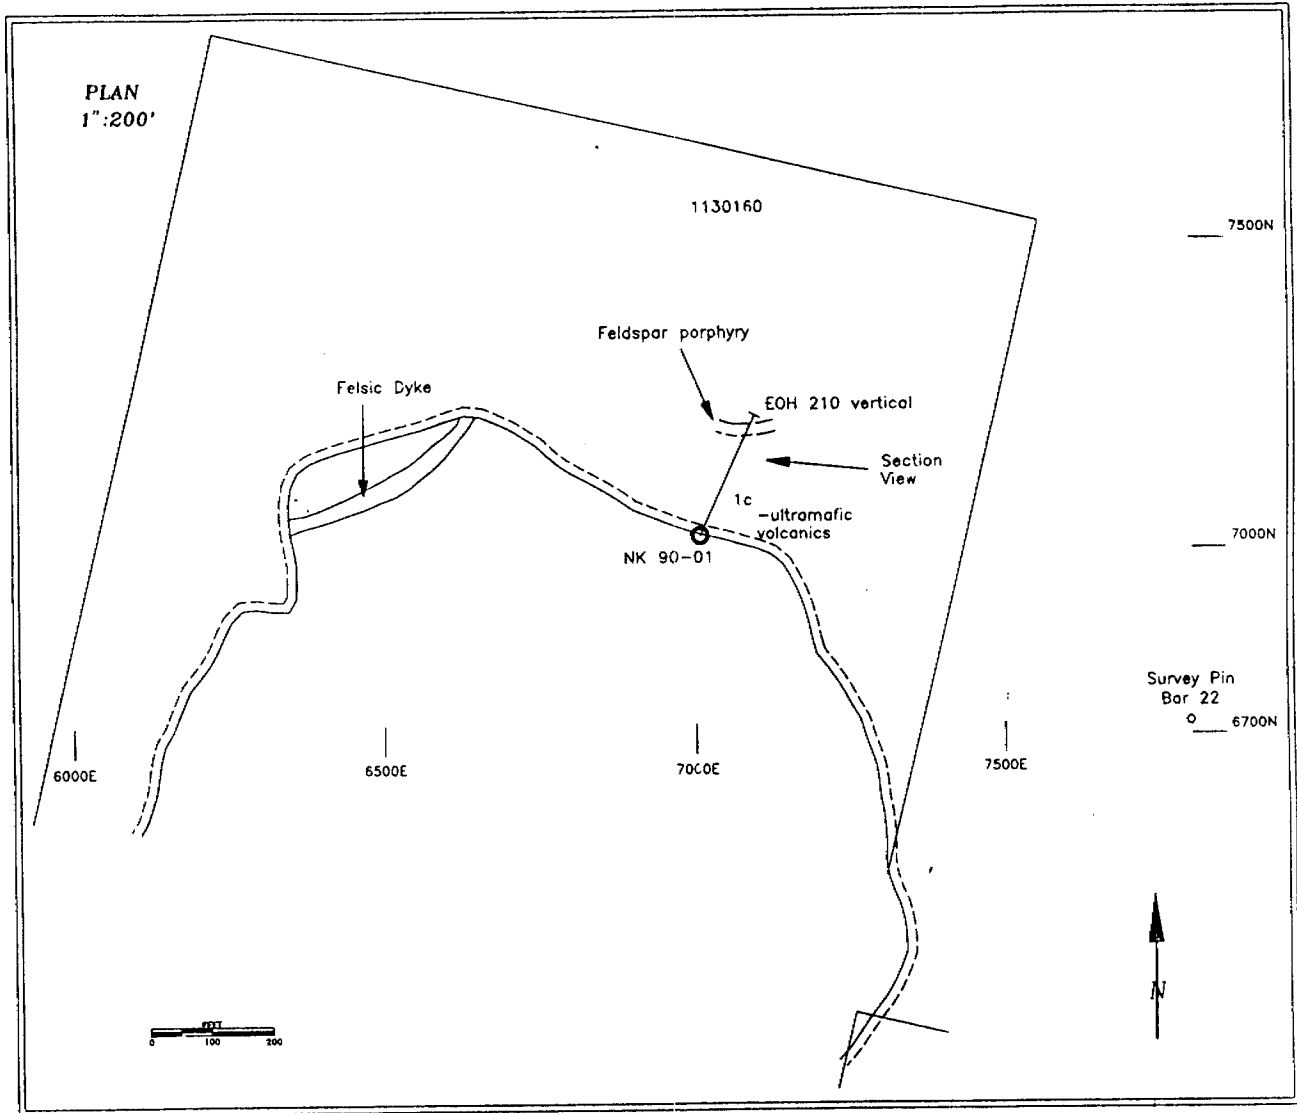 PLAN
1":200'
1130160
7500N
Feldspar porphyry
Felsic Dyke
EOH 210 vertical
Section
View
1c
-ultramafic
volcanics
7000N
NK 90-01
Survey Pin
Bar 22
6700N
6000E
6500E
7000E
7500E
N
FEET
0 100 200